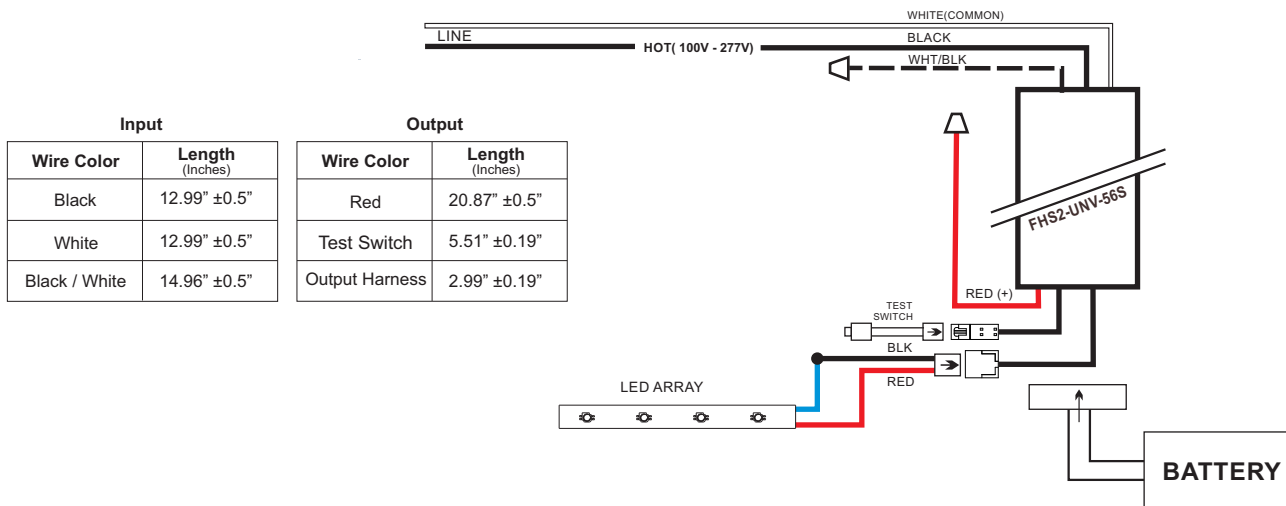 WHITE(COMMON)
LINE
HOT( 100V - 277V)
BLACK
WHT/BLK
Input
Wire Color Length (Inches)
Black 12.99” ±0.5”
White 12.99” ±0.5”
Black / White 14.96” ±0.5”
Output
Wire Color Length (Inches)
Red 20.87” ±0.5”
Test Switch 5.51” ±0.19”
Output Harness 2.99” ±0.19”
FHS2-UNV-56S
RED (+)
TEST
SWITCH
BLK
RED
LED ARRAY
BATTERY